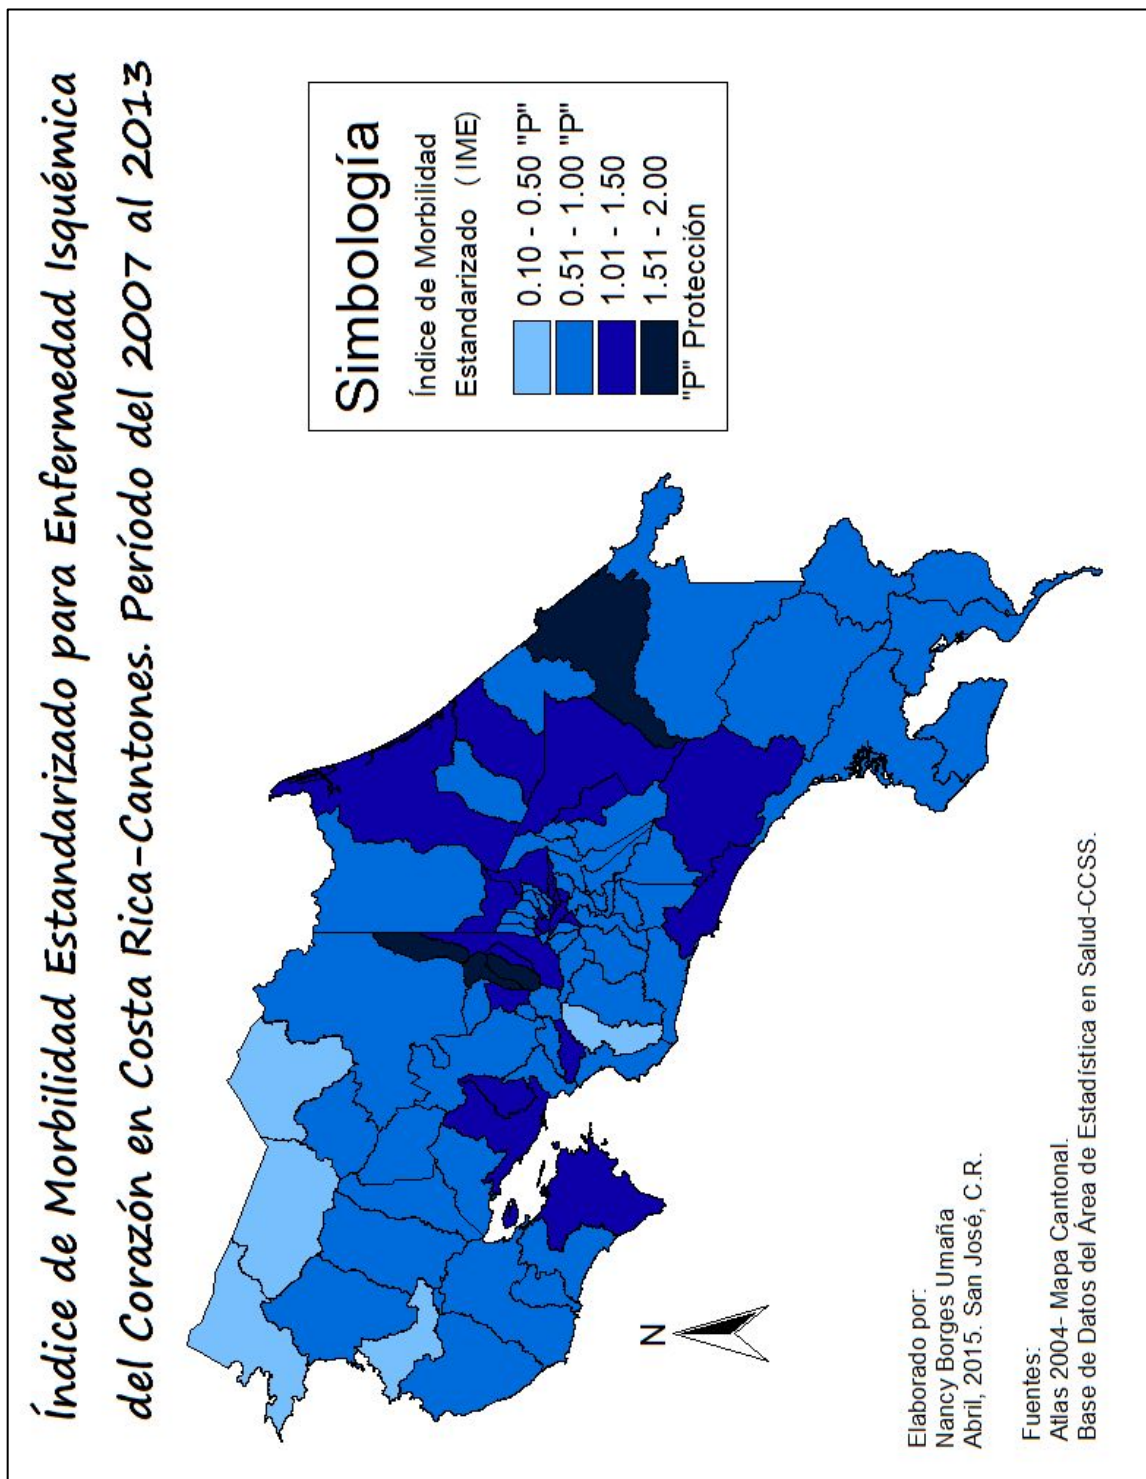 Índice de Morbilidad Estandarizado para Enfermedad Isquémica
del Corazón en Costa Rica-Cantones. Período del 2007 al 2013
Simbología
Índice de Morbilidad
Estandarizado (IME)
0.10 - 0.50 "P"
0.51 - 1.00 "P"
1.01 - 1.50
1.51 - 2.00
"P" Protección
N
Elaborado por:
Nancy Borges Umaña
Abril, 2015. San José, C.R.
Fuentes:
Atlas 2004- Mapa Cantonal.
Base de Datos del Área de Estadística en Salud-CCSS.